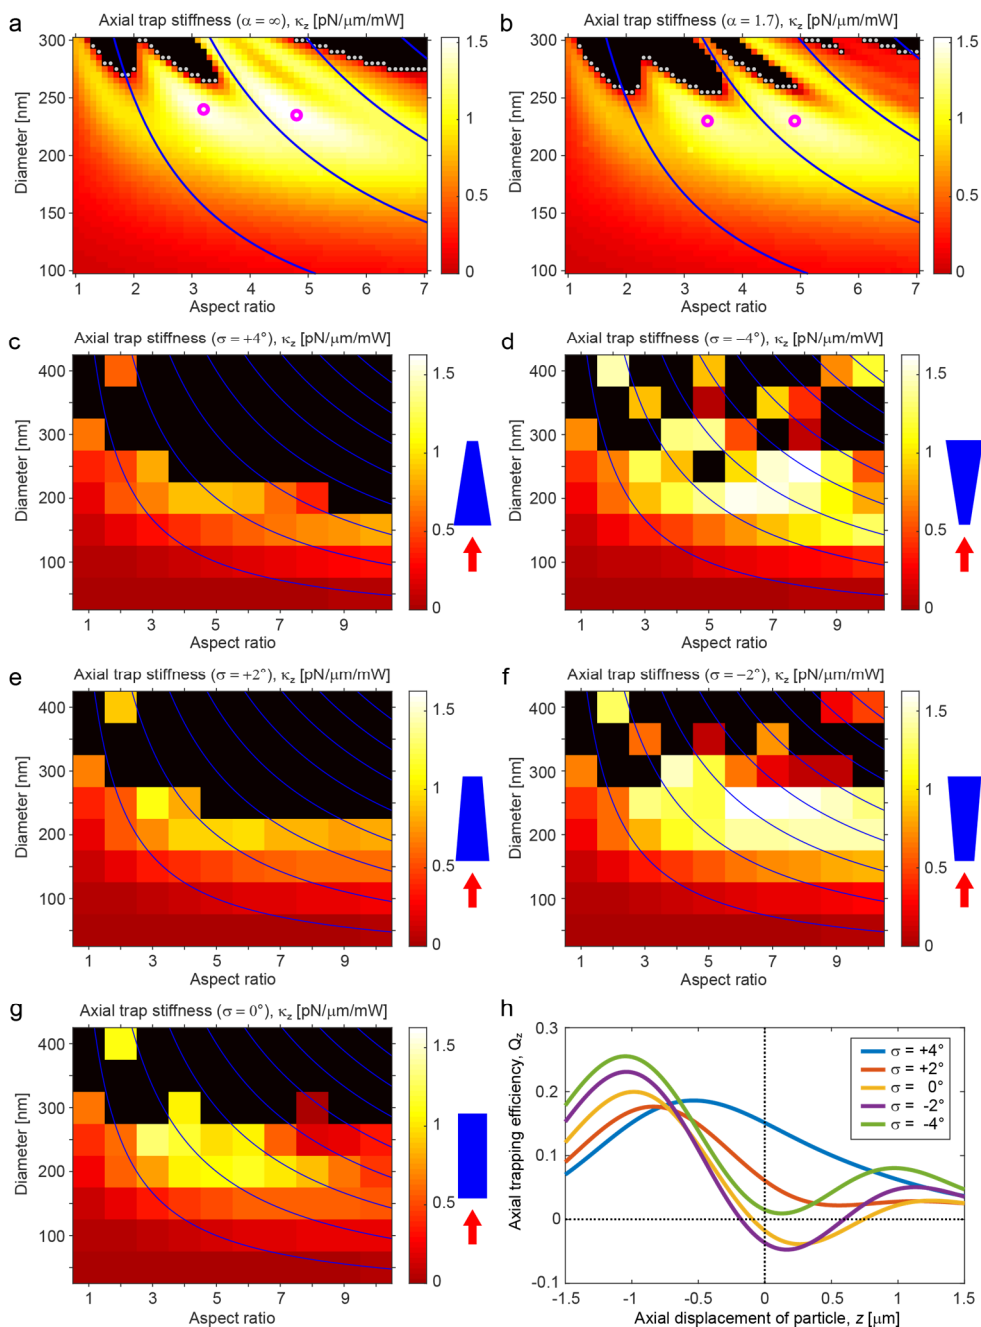 a
Axial trap stiffness (α = ∞), κz [pN/μm/mW]
Diameter [nm]
300
250
200
150
100
1 2 3 4 5 6 7
Aspect ratio
1.5
1
0.5
0
b
Axial trap stiffness (α = 1.7), κz [pN/μm/mW]
Diameter [nm]
300
250
200
150
100
1 2 3 4 5 6 7
Aspect ratio
1.5
1
0.5
0
c
Axial trap stiffness (σ = +4°), κz [pN/μm/mW]
Diameter [nm]
400
300
200
100
1 3 5 7 9
Aspect ratio
1.5
1
0.5
0
d
Axial trap stiffness (σ = −4°), κz [pN/μm/mW]
Diameter [nm]
400
300
200
100
1 3 5 7 9
Aspect ratio
1.5
1
0.5
0
e
Axial trap stiffness (σ = +2°), κz [pN/μm/mW]
Diameter [nm]
400
300
200
100
1 3 5 7 9
Aspect ratio
1.5
1
0.5
0
f
Axial trap stiffness (σ = −2°), κz [pN/μm/mW]
Diameter [nm]
400
300
200
100
1 3 5 7 9
Aspect ratio
1.5
1
0.5
0
g
Axial trap stiffness (σ = 0°), κz [pN/μm/mW]
Diameter [nm]
400
300
200
100
1 3 5 7 9
Aspect ratio
1.5
1
0.5
0
h
Axial trapping efficiency, Qz
0.3
0.2
0.1
0
-0.1
σ = +4°
σ = +2°
σ = 0°
σ = -2°
σ = -4°
-1.5 -1 -0.5 0 0.5 1 1.5
Axial displacement of particle, z [μm]